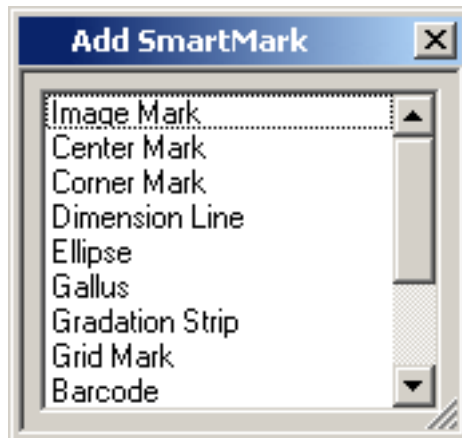 Add SmartMark
Image Mark
Center Mark
Corner Mark
Dimension Line
Ellipse
Gallus
Gradation Strip
Grid Mark
Barcode